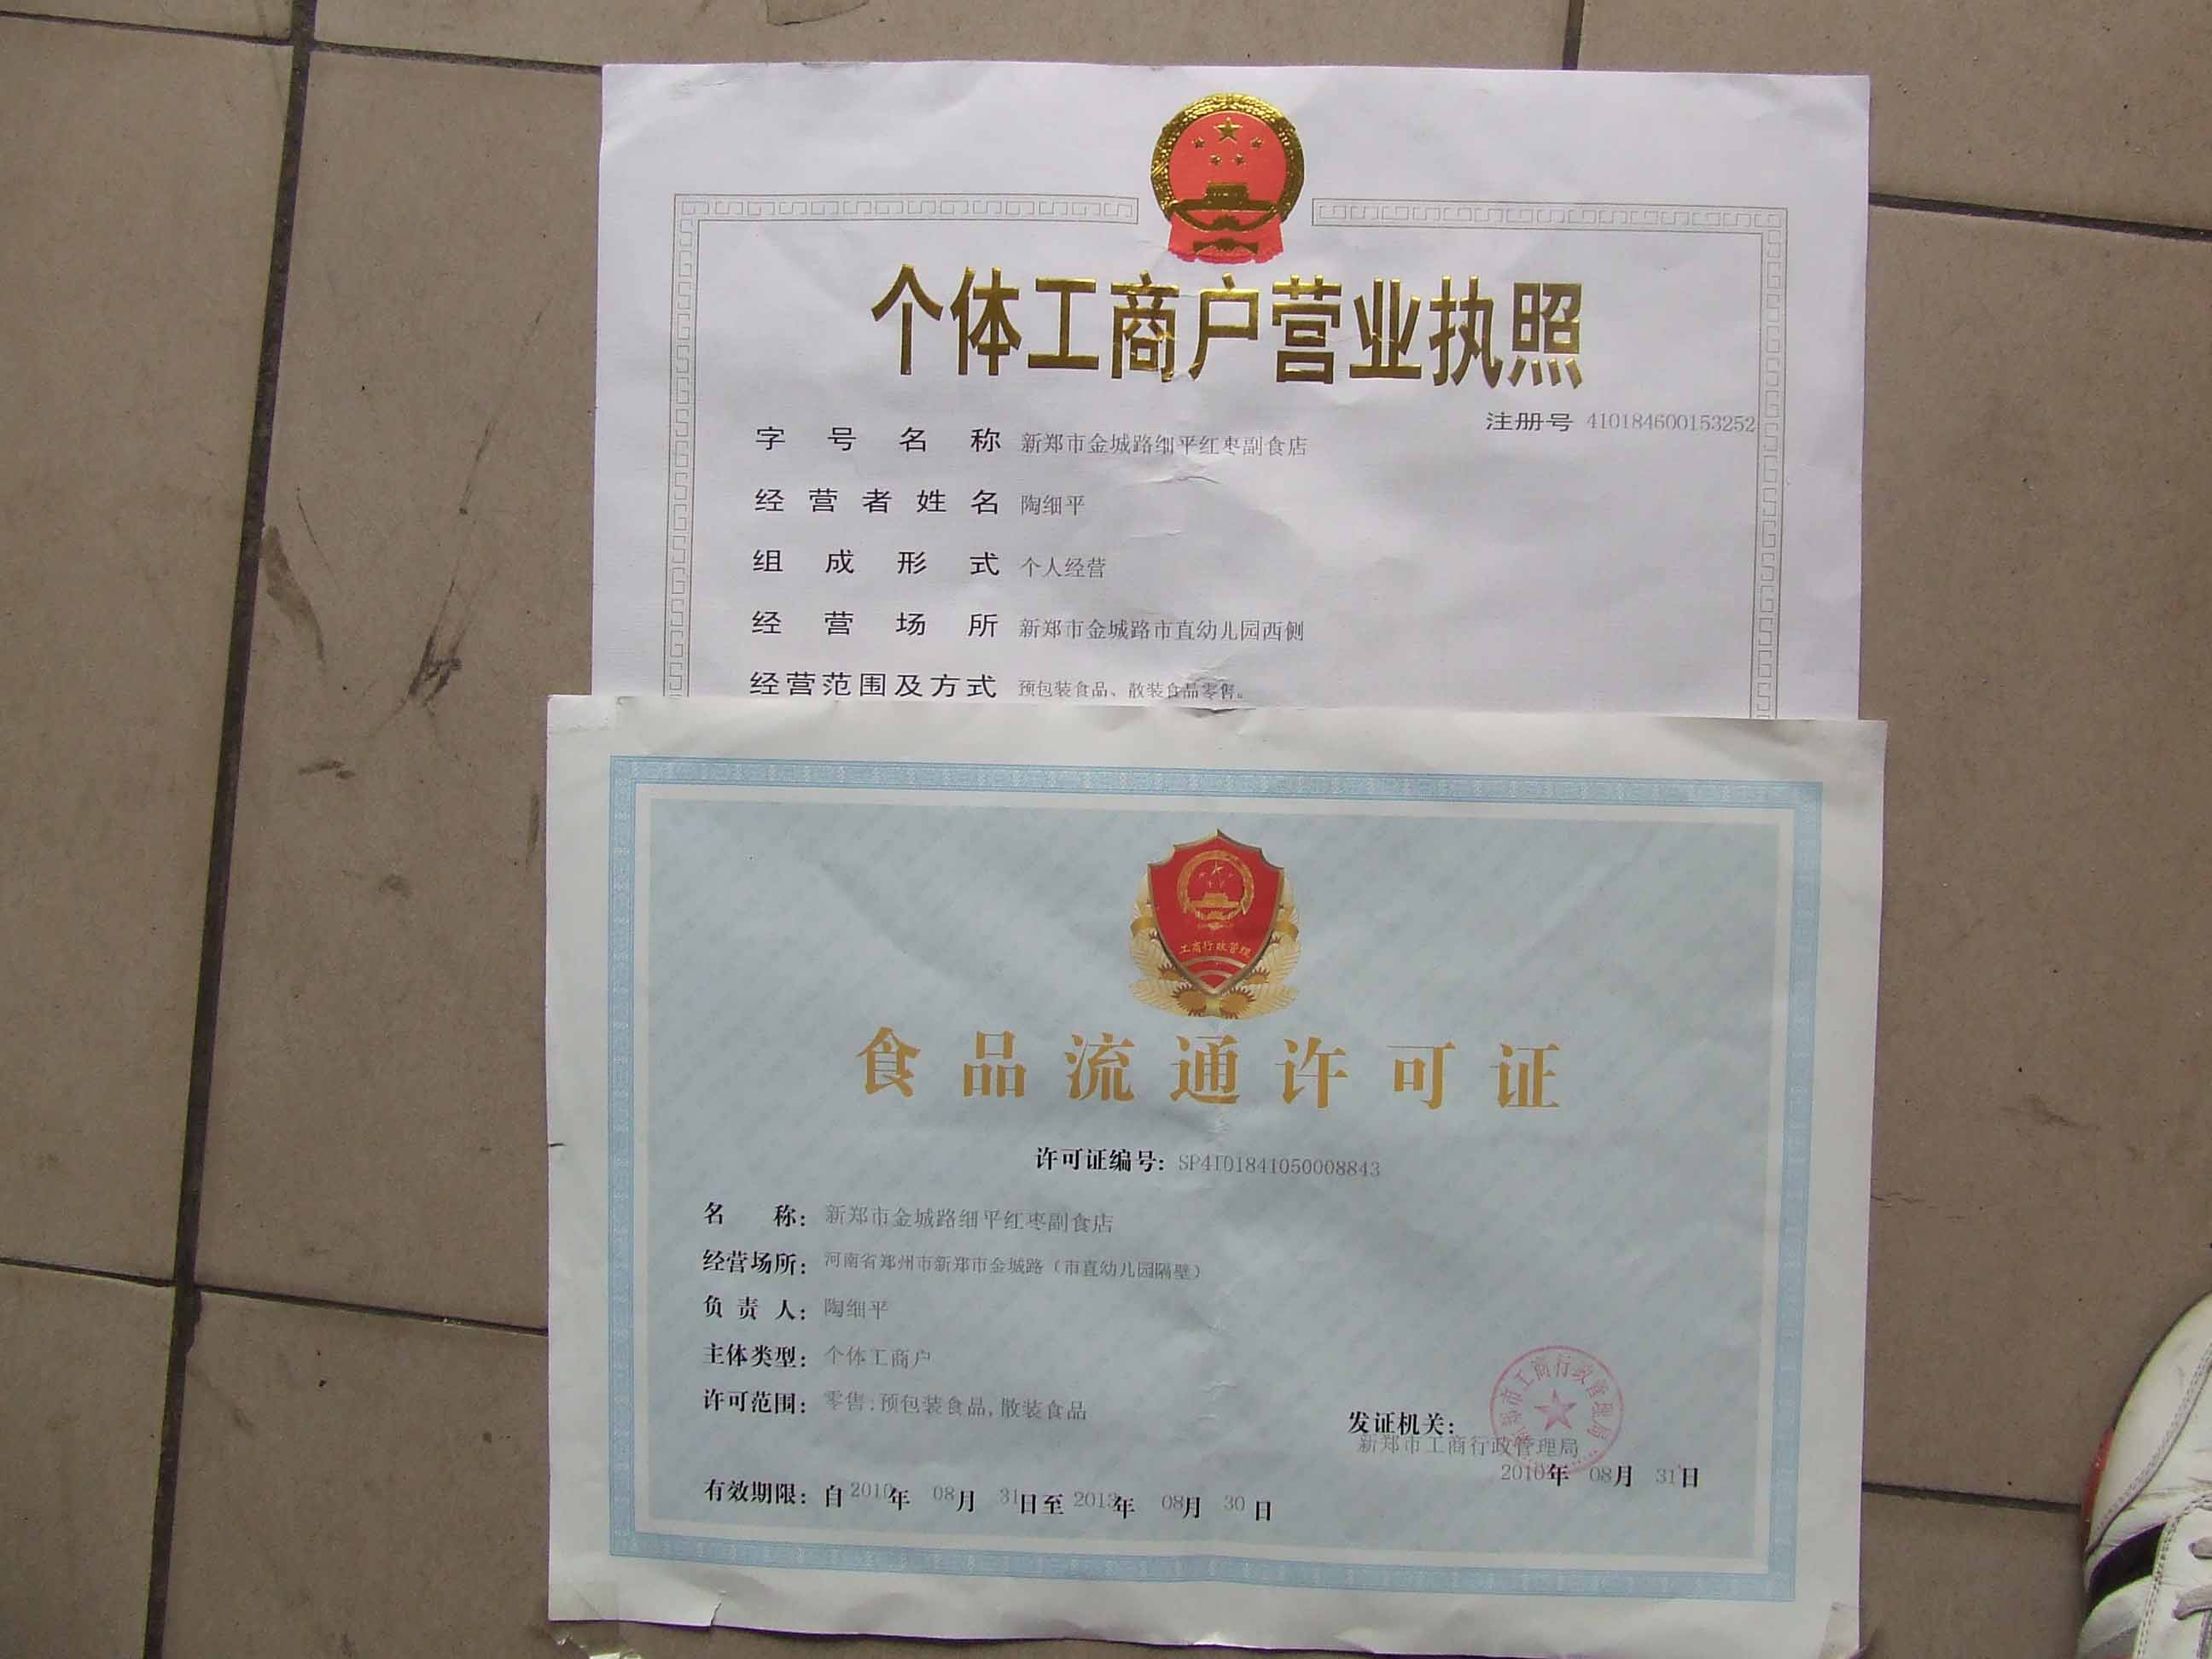 个体工商户营业执照
注册号 410184600153252
字号名称 新郑市金城路细平红枣副食店
经营者姓名 陶细平
组成形式 个人经营
经营场所 新郑市金城路市直幼儿园西侧
经营范围及方式 预包装食品、散装食品零售。
工商行政管理
食品流通许可证
许可证编号: SP4101841050008843
名称: 新郑市金城路细平红枣副食店
经营场所: 河南省郑州市新郑市金城路（市直幼儿园隔壁）
负责人: 陶细平
主体类型: 个体工商户
许可范围: 零售:预包装食品,散装食品
发证机关:
新郑市工商行政管理局
2010年 08月 31日
有效期限: 自2010年 08月 31日至2013年 08月 30日
郑市工商行政管理局